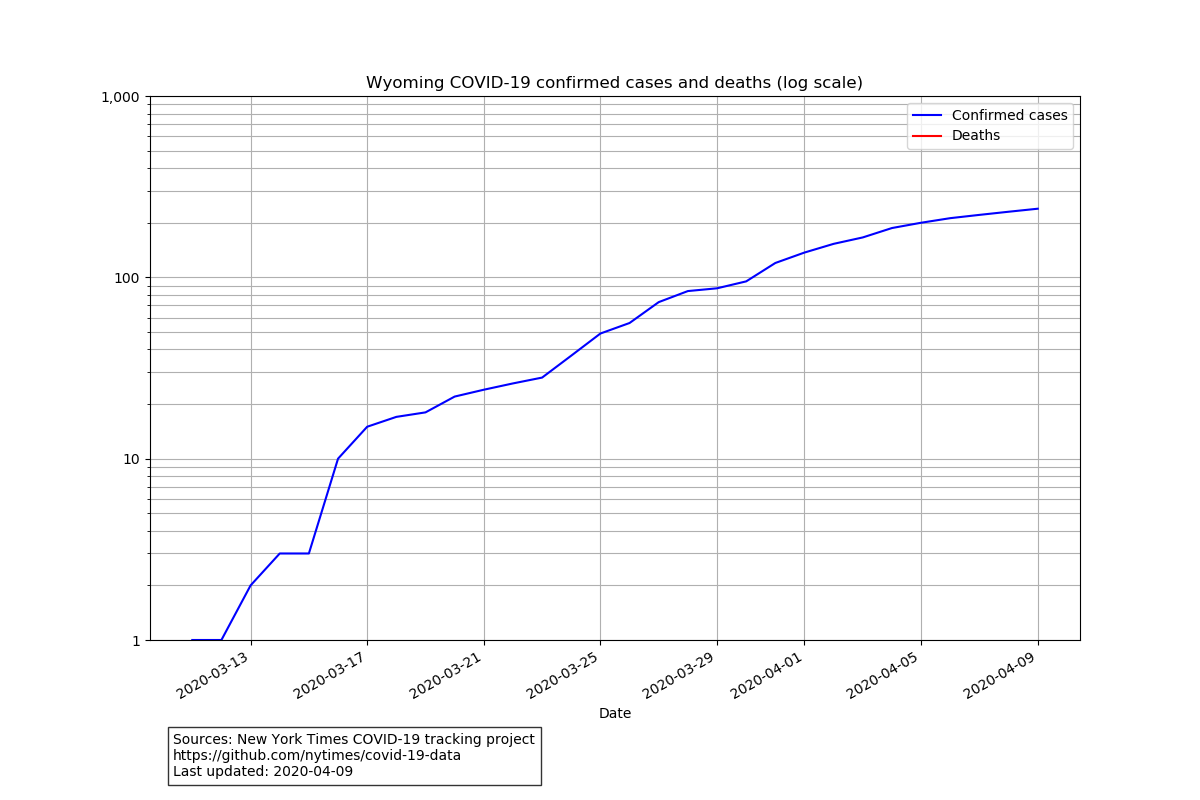 Wyoming COVID-19 confirmed cases and deaths (log scale)
1,000
100
10
1
Confirmed cases
Deaths
2020-03-13
2020-03-17
2020-03-21
2020-03-25
2020-03-29
2020-04-01
2020-04-05
2020-04-09
Date
Sources: New York Times COVID-19 tracking project
https://github.com/nytimes/covid-19-data
Last updated: 2020-04-09